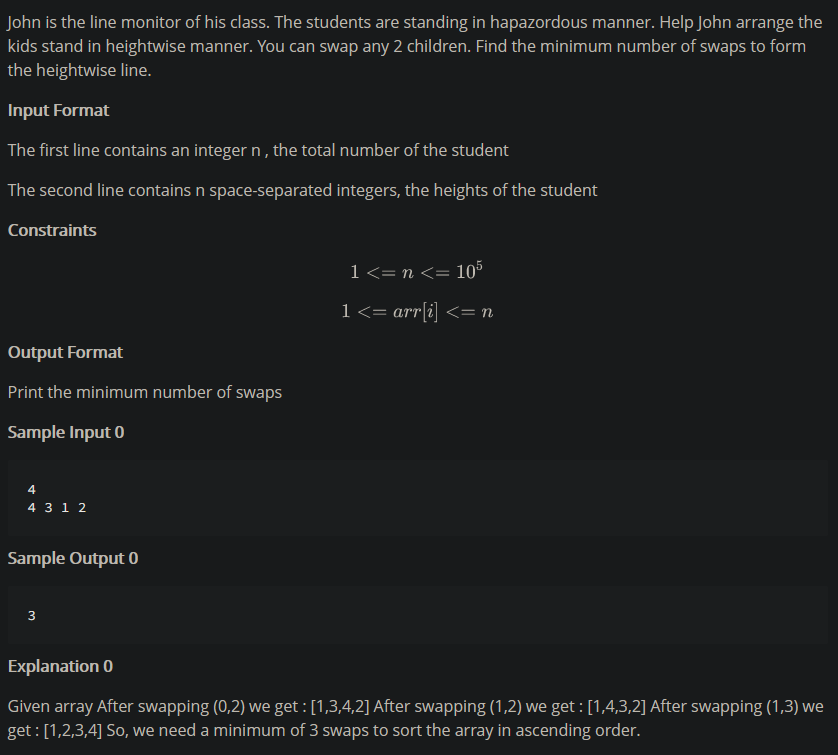 John is the line monitor of his class. The students are standing in hapazordous manner. Help John arrange the
kids stand in heightwise manner. You can swap any 2 children. Find the minimum number of swaps to form
the heightwise line.
Input Format
The first line contains an integer n , the total number of the student
The second line contains n space-separated integers, the heights of the student
Constraints
1 <= n <= 10^5
1 <= arr[i] <= n
Output Format
Print the minimum number of swaps
Sample Input 0
4
4 3 1 2
Sample Output 0
3
Explanation 0
Given array After swapping (0,2) we get : [1,3,4,2] After swapping (1,2) we get : [1,4,3,2] After swapping (1,3) we
get : [1,2,3,4] So, we need a minimum of 3 swaps to sort the array in ascending order.